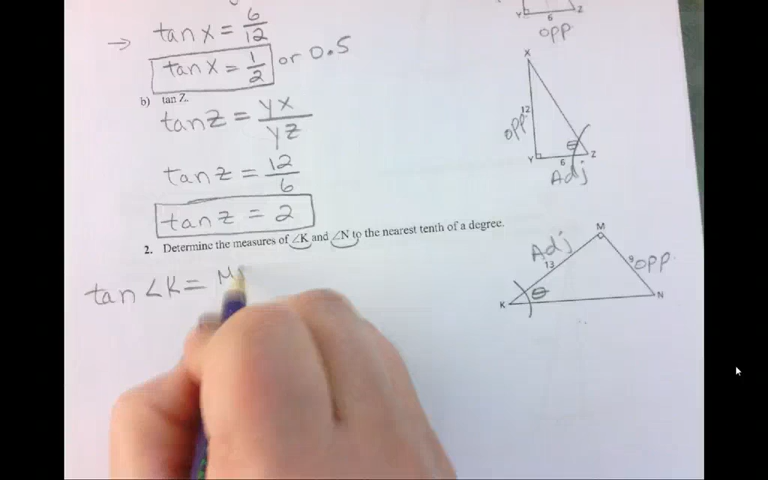 Y 6 Z
opp
→ tan X = 6/12
tan X = 1/2 or 0.5
b) tan Z.
tan Z = YX/YZ
tan Z = 12/6
tan Z = 2
X
12
opp
Y 6 θ Z
Adj
2. Determine the measures of ∠K and ∠N to the nearest tenth of a degree.
tan ∠K = M
M
Adj
13
9 opp
K θ N